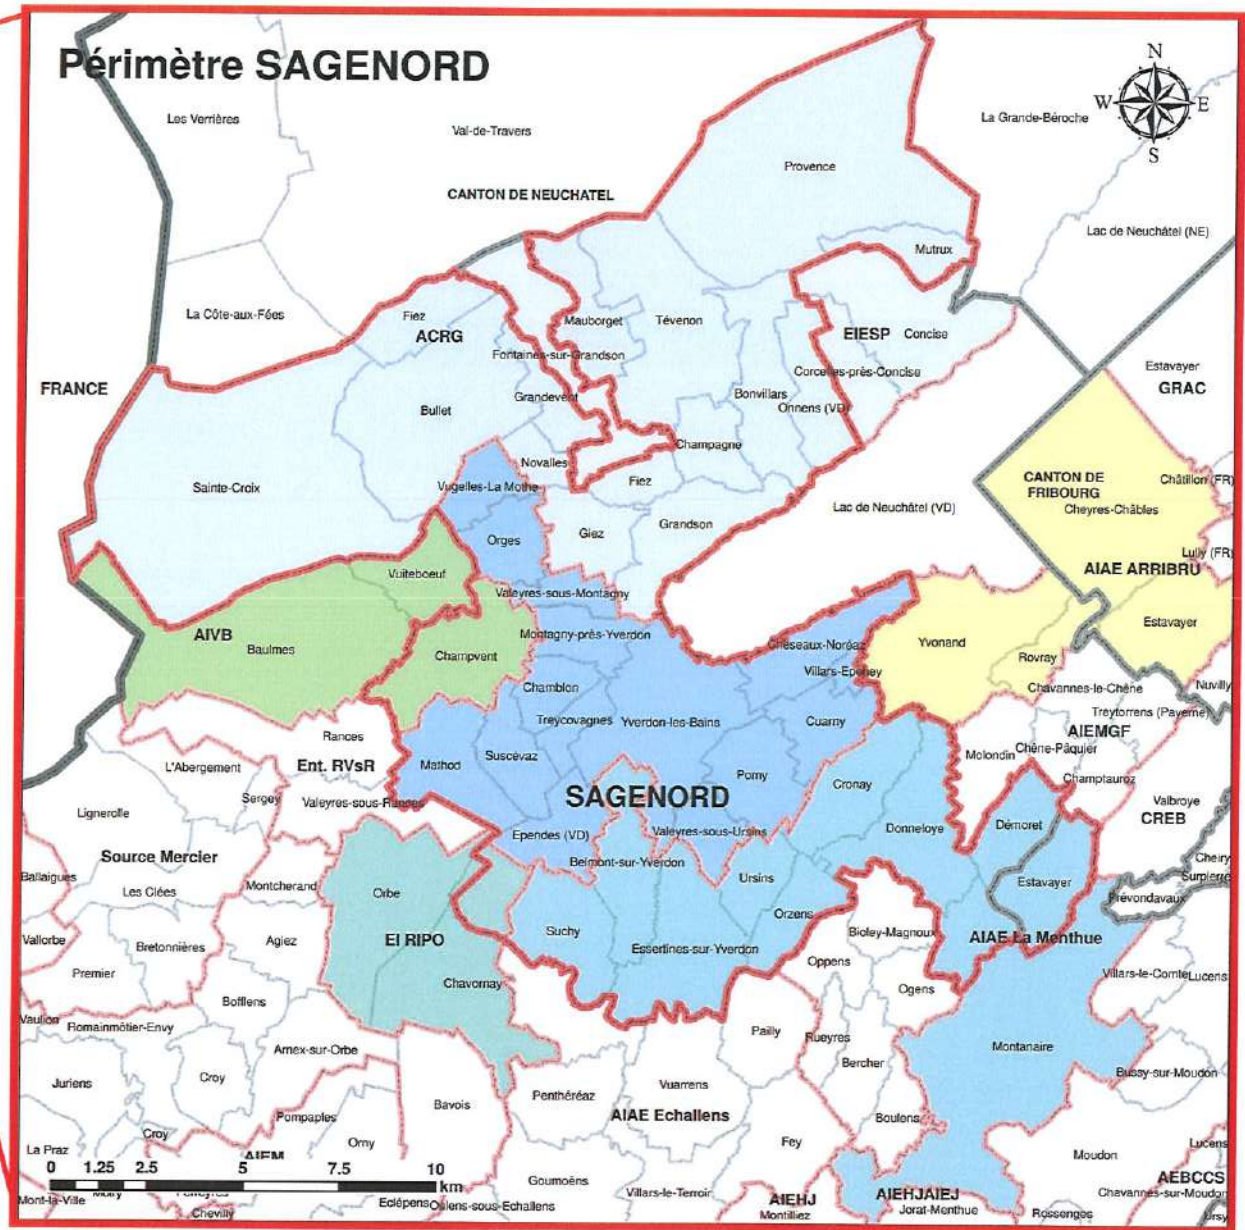 Périmètre SAGENORD
N
W E
S
Les Verrières
Val-de-Travers
La Grande-Béroche
Provence
CANTON DE NEUCHATEL
Lac de Neuchâtel (NE)
Mutrux
La Côte-aux-Fées
Fiez
ACRG
Mauborget
Tévenon
EIESP
Concise
Fontaines-sur-Grandson
Corcelles-près-Concise
Estavayer
GRAC
FRANCE
Grandevent
Bonvillars
Onnens (VD)
Bullet
Champagne
Novalles
Sainte-Croix
Vugelles-La Mothe
Fiez
CANTON DE
FRIBOURG
Châtillon (FR)
Cheyres-Châbles
Lac de Neuchâtel (VD)
Grandson
Orges
Giez
Lully (FR)
AIAE ARRIBRU
Vuiteboeuf
Valeyres-sous-Montagny
Estavayer
AIVB
Baulmes
Montagny-près-Yverdon
Cheseaux-Noréaz
Yvonand
Champvent
Rovray
Villars-Epeney
Chamblon
Chavannes-le-Chêne
Nuvilly
Treycovagnes
Yverdon-les-Bains
Cuarny
Treytorrens (Payerne)
AIEMGF
Rances
Ent. RVsR
Suscévaz
Mathod
Molondin
Chêne-Pâquier
L'Abergement
Pomy
Cronay
Champtauroz
Sergey
Valeyres-sous-Rances
SAGENORD
Valbroye
CREB
Lignerolle
Démoret
Donneloye
Ependes (VD)
Valeyres-sous-Ursins
Source Mercier
Belmont-sur-Yverdon
Cheiry
Surpierre
Ballaigues
Les Clées
Montcherand
Orbe
Ursins
Estavayer
Prévondavaux
Orzens
Vallorbe
Bretonnières
Agiez
EI RIPO
Suchy
Essertines-sur-Yverdon
Bioley-Magnoux
AIAE La Menthue
Premier
Oppens
Villars-le-Comte
Lucens
Chavornay
Ogens
Bofflens
Vaulion
Romainmôtier-Envy
Pailly
Rueyres
Montanaire
Arnex-sur-Orbe
Bercher
Juriens
Croy
Vuarrens
Bussy-sur-Moudon
Penthéréaz
Bavois
AIAE Echallens
Pompaples
Boulens
Croy
Orny
Fey
La Praz
AIEM
Moudon
Lucens
0 1.25 2.5 5 7.5 10
km
Goumoëns
Villars-le-Terroir
AEBCCS
Mont-la-Ville
Moiry
Ferreyres
Chevilly
Eclépens
Oulens-sous-Echallens
AIEHJ
Montilliez
AIEHJAIEJ
Jorat-Menthue
Chavannes-sur-Moudon
Rossenges
Ursy